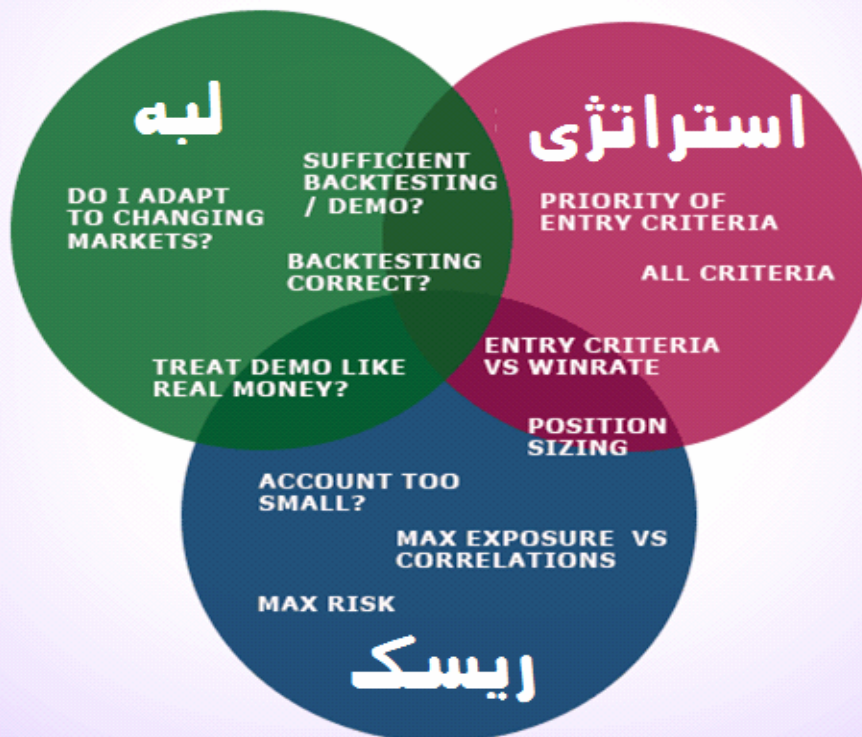 لبه
DO I ADAPT
TO CHANGING
MARKETS?
SUFFICIENT
BACKTESTING
/ DEMO?
BACKTESTING
CORRECT?
TREAT DEMO LIKE
REAL MONEY?
استراتژی
PRIORITY OF
ENTRY CRITERIA
ALL CRITERIA
ENTRY CRITERIA
VS WINRATE
POSITION
SIZING
ACCOUNT TOO
SMALL?
MAX EXPOSURE VS
CORRELATIONS
MAX RISK
ریسک